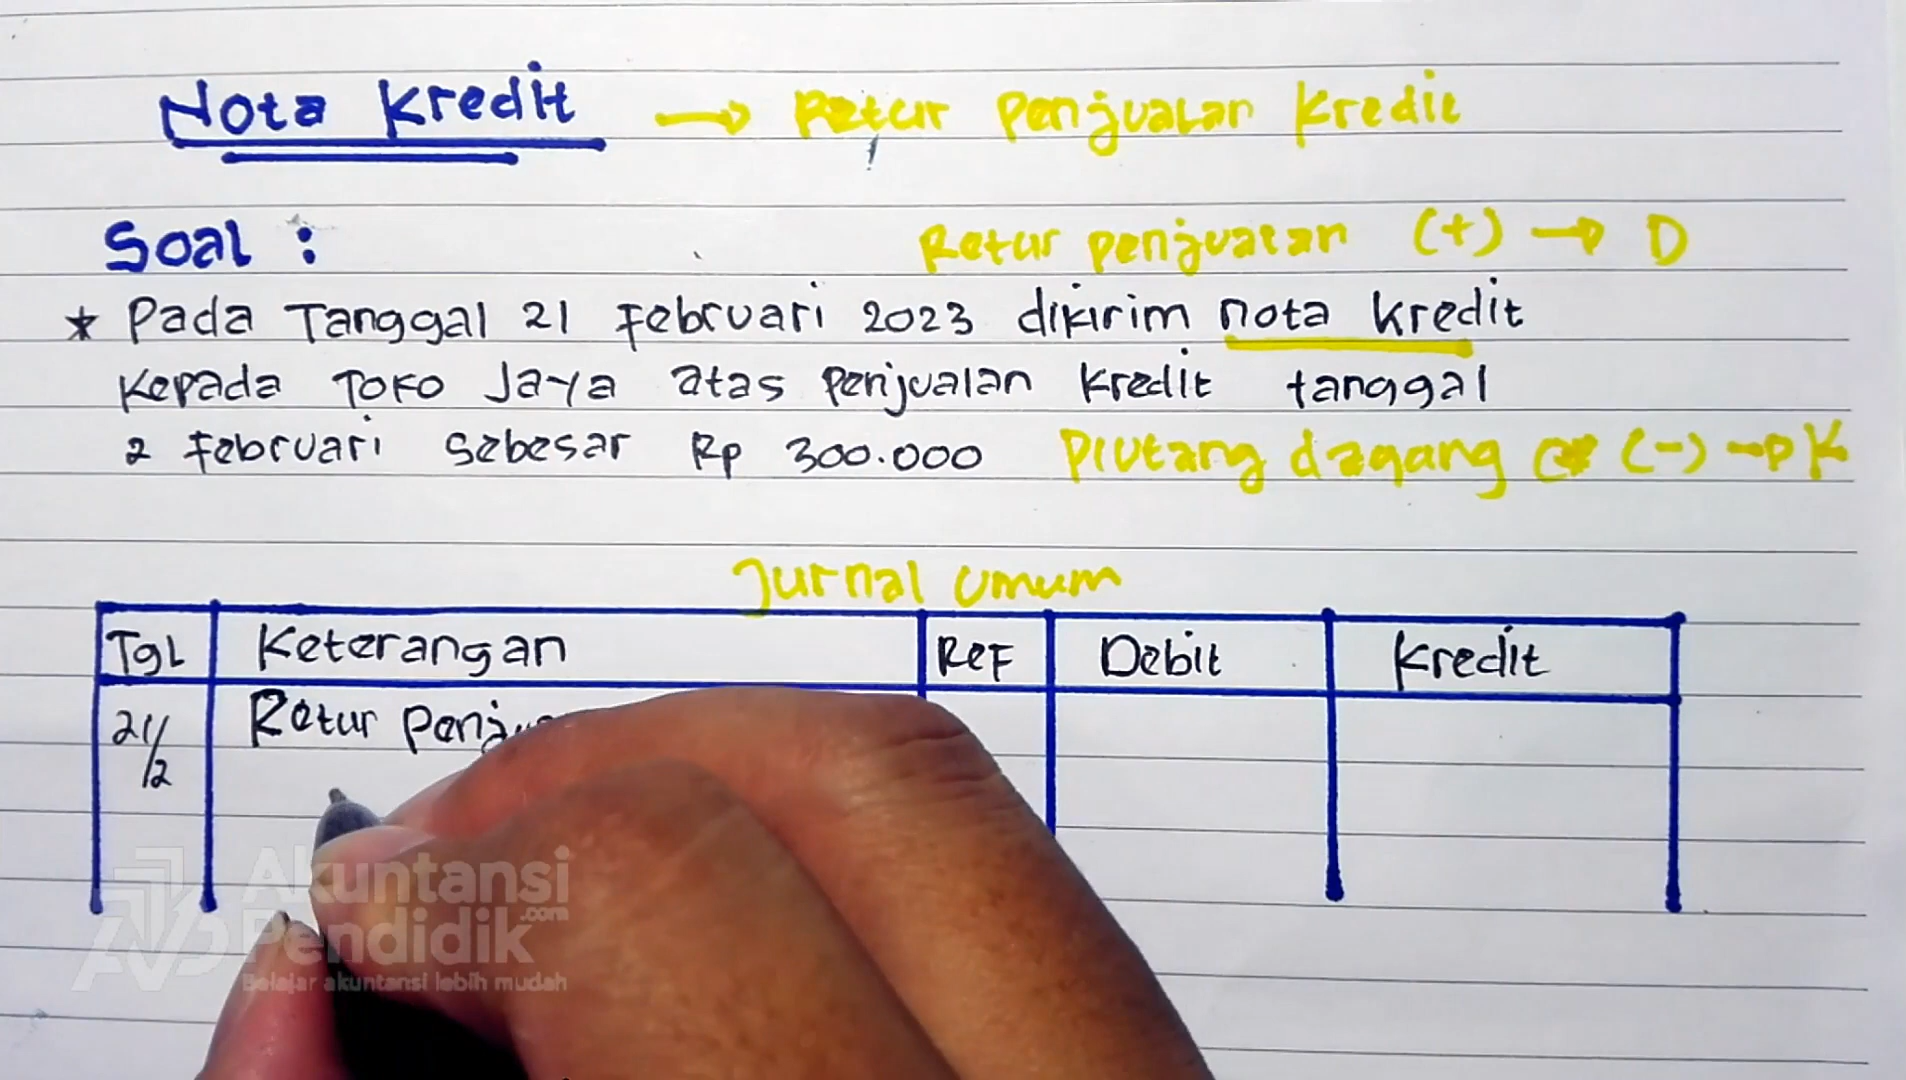 Nota Kredit → Retur Penjualan Kredit
Soal :
Retur penjualan (+) → D
* Pada Tanggal 21 Februari 2023 dikirim nota kredit
Kepada Toko Jaya atas penjualan kredit tanggal
2 Februari sebesar Rp 300.000
Piutang dagang (-) → K
Jurnal Umum
Tgl Keterangan Ref Debit Kredit
21/2 Retur
Akuntansi
Pendidik
.com
Belajar akuntansi lebih mudah